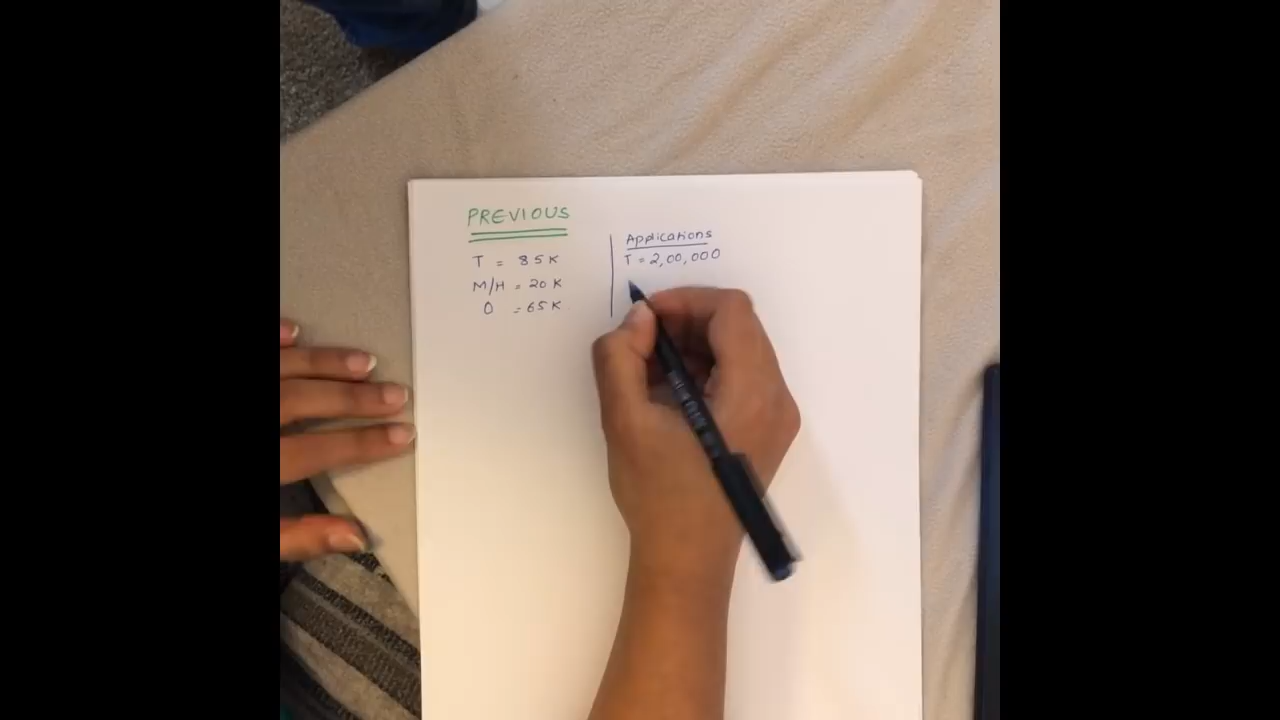 PREVIOUS
T = 85K
M/H = 20K
O = 65K
Applications
T = 2,00,000